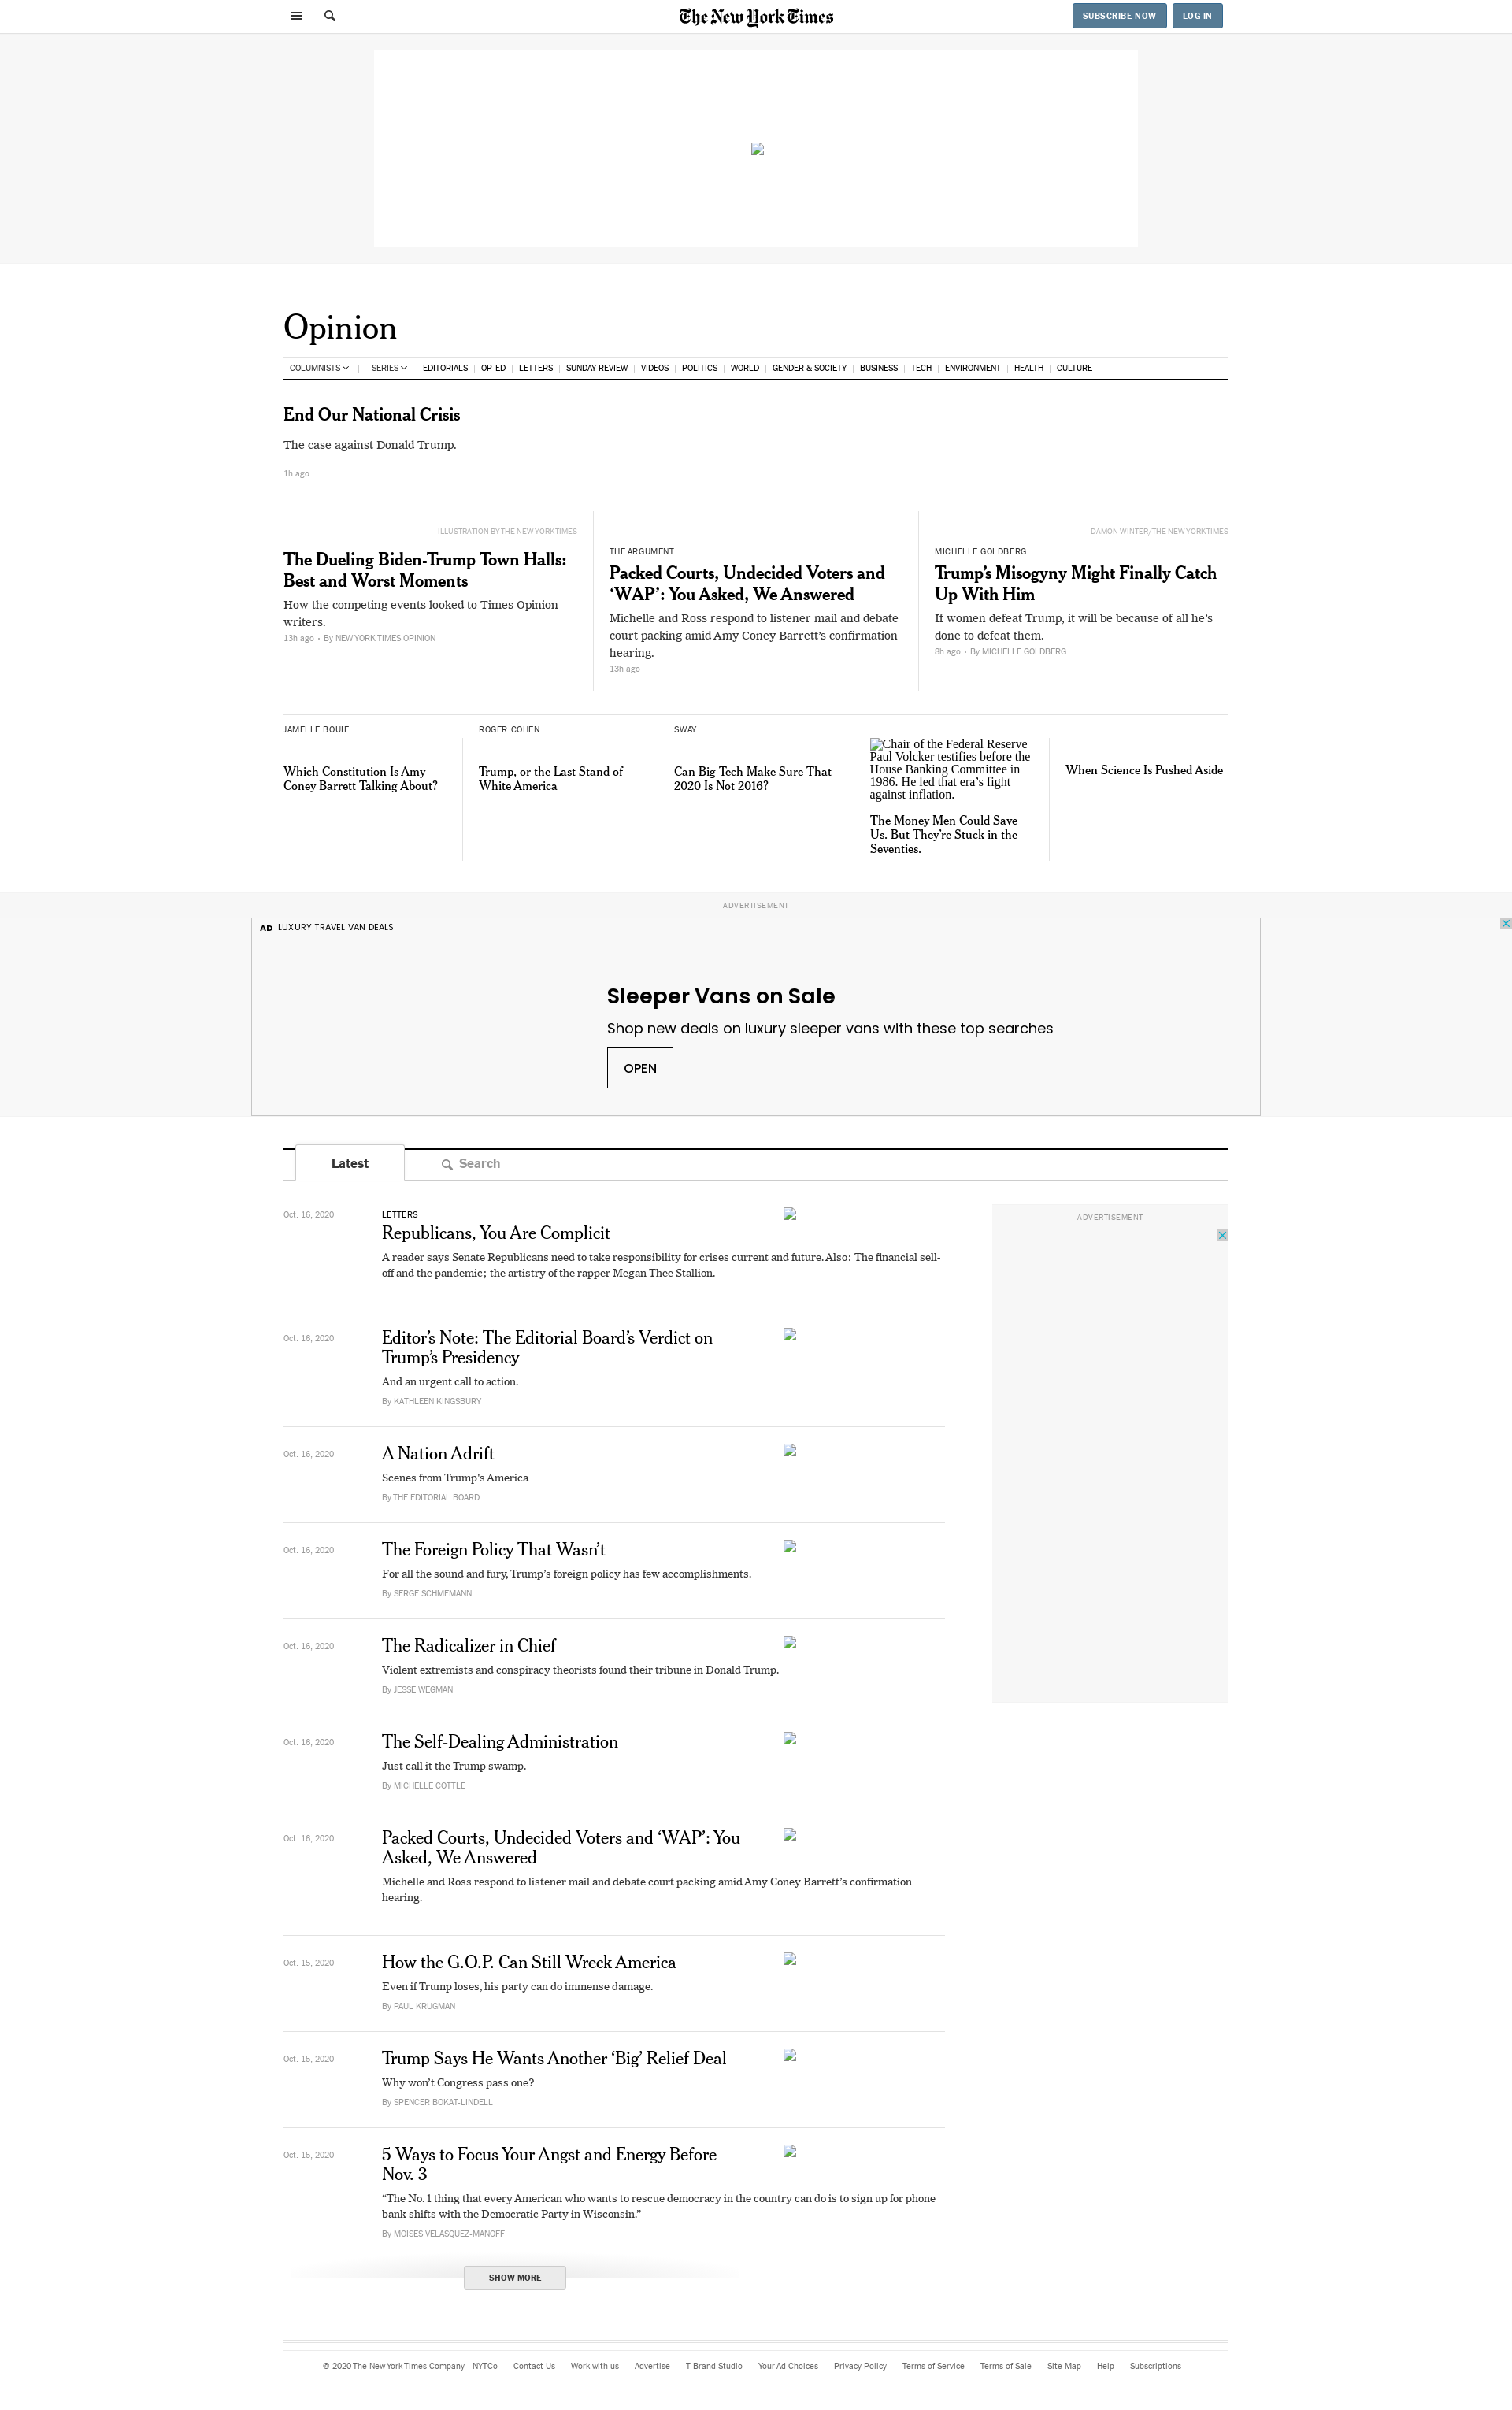 The New York Times
SUBSCRIBE NOW
LOG IN
Opinion
COLUMNISTS SERIES EDITORIALS OP-ED LETTERS SUNDAY REVIEW VIDEOS POLITICS WORLD GENDER & SOCIETY BUSINESS TECH ENVIRONMENT HEALTH CULTURE
End Our National Crisis
The case against Donald Trump.
1h ago
ILLUSTRATION BY THE NEW YORK TIMES
The Dueling Biden-Trump Town Halls:
Best and Worst Moments
How the competing events looked to Times Opinion
writers.
13h ago • By NEW YORK TIMES OPINION
THE ARGUMENT
Packed Courts, Undecided Voters and
‘WAP’: You Asked, We Answered
Michelle and Ross respond to listener mail and debate
court packing amid Amy Coney Barrett’s confirmation
hearing.
13h ago
DAMON WINTER/THE NEW YORK TIMES
MICHELLE GOLDBERG
Trump’s Misogyny Might Finally Catch
Up With Him
If women defeat Trump, it will be because of all he’s
done to defeat them.
8h ago • By MICHELLE GOLDBERG
JAMELLE BOUIE
Which Constitution Is Amy
Coney Barrett Talking About?
ROGER COHEN
Trump, or the Last Stand of
White America
SWAY
Can Big Tech Make Sure That
2020 Is Not 2016?
Chair of the Federal Reserve
Paul Volcker testifies before the
House Banking Committee in
1986. He led that era’s fight
against inflation.
The Money Men Could Save
Us. But They’re Stuck in the
Seventies.
When Science Is Pushed Aside
ADVERTISEMENT
AD LUXURY TRAVEL VAN DEALS
Sleeper Vans on Sale
Shop new deals on luxury sleeper vans with these top searches
OPEN
Latest
Search
Oct. 16, 2020
LETTERS
Republicans, You Are Complicit
A reader says Senate Republicans need to take responsibility for crises current and future. Also: The financial sell-
off and the pandemic; the artistry of the rapper Megan Thee Stallion.
ADVERTISEMENT
Oct. 16, 2020
Editor’s Note: The Editorial Board’s Verdict on
Trump’s Presidency
And an urgent call to action.
By KATHLEEN KINGSBURY
Oct. 16, 2020
A Nation Adrift
Scenes from Trump’s America
By THE EDITORIAL BOARD
Oct. 16, 2020
The Foreign Policy That Wasn’t
For all the sound and fury, Trump’s foreign policy has few accomplishments.
By SERGE SCHMEMANN
Oct. 16, 2020
The Radicalizer in Chief
Violent extremists and conspiracy theorists found their tribune in Donald Trump.
By JESSE WEGMAN
Oct. 16, 2020
The Self-Dealing Administration
Just call it the Trump swamp.
By MICHELLE COTTLE
Oct. 16, 2020
Packed Courts, Undecided Voters and ‘WAP’: You
Asked, We Answered
Michelle and Ross respond to listener mail and debate court packing amid Amy Coney Barrett’s confirmation
hearing.
Oct. 15, 2020
How the G.O.P. Can Still Wreck America
Even if Trump loses, his party can do immense damage.
By PAUL KRUGMAN
Oct. 15, 2020
Trump Says He Wants Another ‘Big’ Relief Deal
Why won’t Congress pass one?
By SPENCER BOKAT-LINDELL
Oct. 15, 2020
5 Ways to Focus Your Angst and Energy Before
Nov. 3
“The No. 1 thing that every American who wants to rescue democracy in the country can do is to sign up for phone
bank shifts with the Democratic Party in Wisconsin.”
By MOISES VELASQUEZ-MANOFF
SHOW MORE
© 2020 The New York Times Company NYTCo Contact Us Work with us Advertise T Brand Studio Your Ad Choices Privacy Policy Terms of Service Terms of Sale Site Map Help Subscriptions